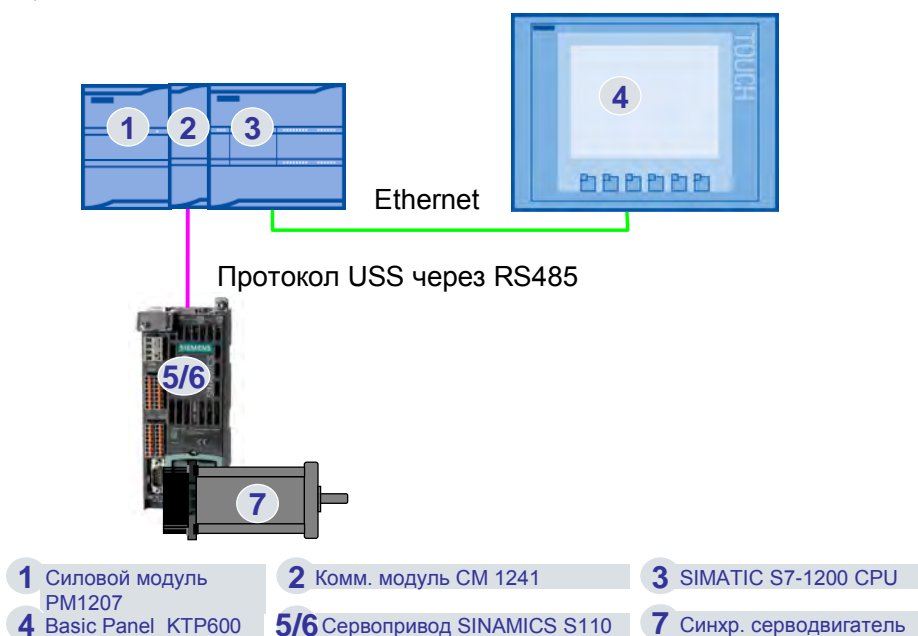 1
2
3
4
TOUCH
Ethernet
Протокол USS через RS485
SIEMENS
5/6
7
1 Силовой модуль
PM1207
2 Комм. модуль CM 1241
3 SIMATIC S7-1200 CPU
4 Basic Panel KTP600
5/6 Сервопривод SINAMICS S110
7 Синхр. серводвигатель